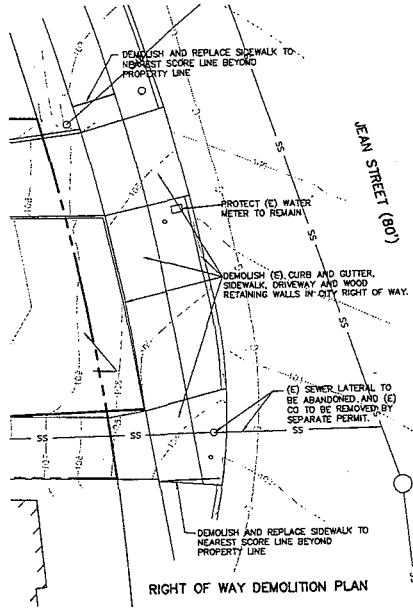 DEMOLISH AND REPLACE SIDEWALK TO
NEAREST SCORE LINE BEYOND
PROPERTY LINE
JEAN STREET (80')
SS
SS
PROTECT (E) WATER
METER TO REMAIN
DEMOLISH (E) CURB AND GUTTER,
SIDEWALK, DRIVEWAY AND WOOD
RETAINING WALLS IN CITY RIGHT OF WAY.
SS
(E) SEWER LATERAL TO
BE ABANDONED, AND (E)
CO TO BE REMOVED BY
SEPARATE PERMIT.
SS
SS
SS
DEMOLISH AND REPLACE SIDEWALK TO
NEAREST SCORE LINE BEYOND
PROPERTY LINE
RIGHT OF WAY DEMOLITION PLAN